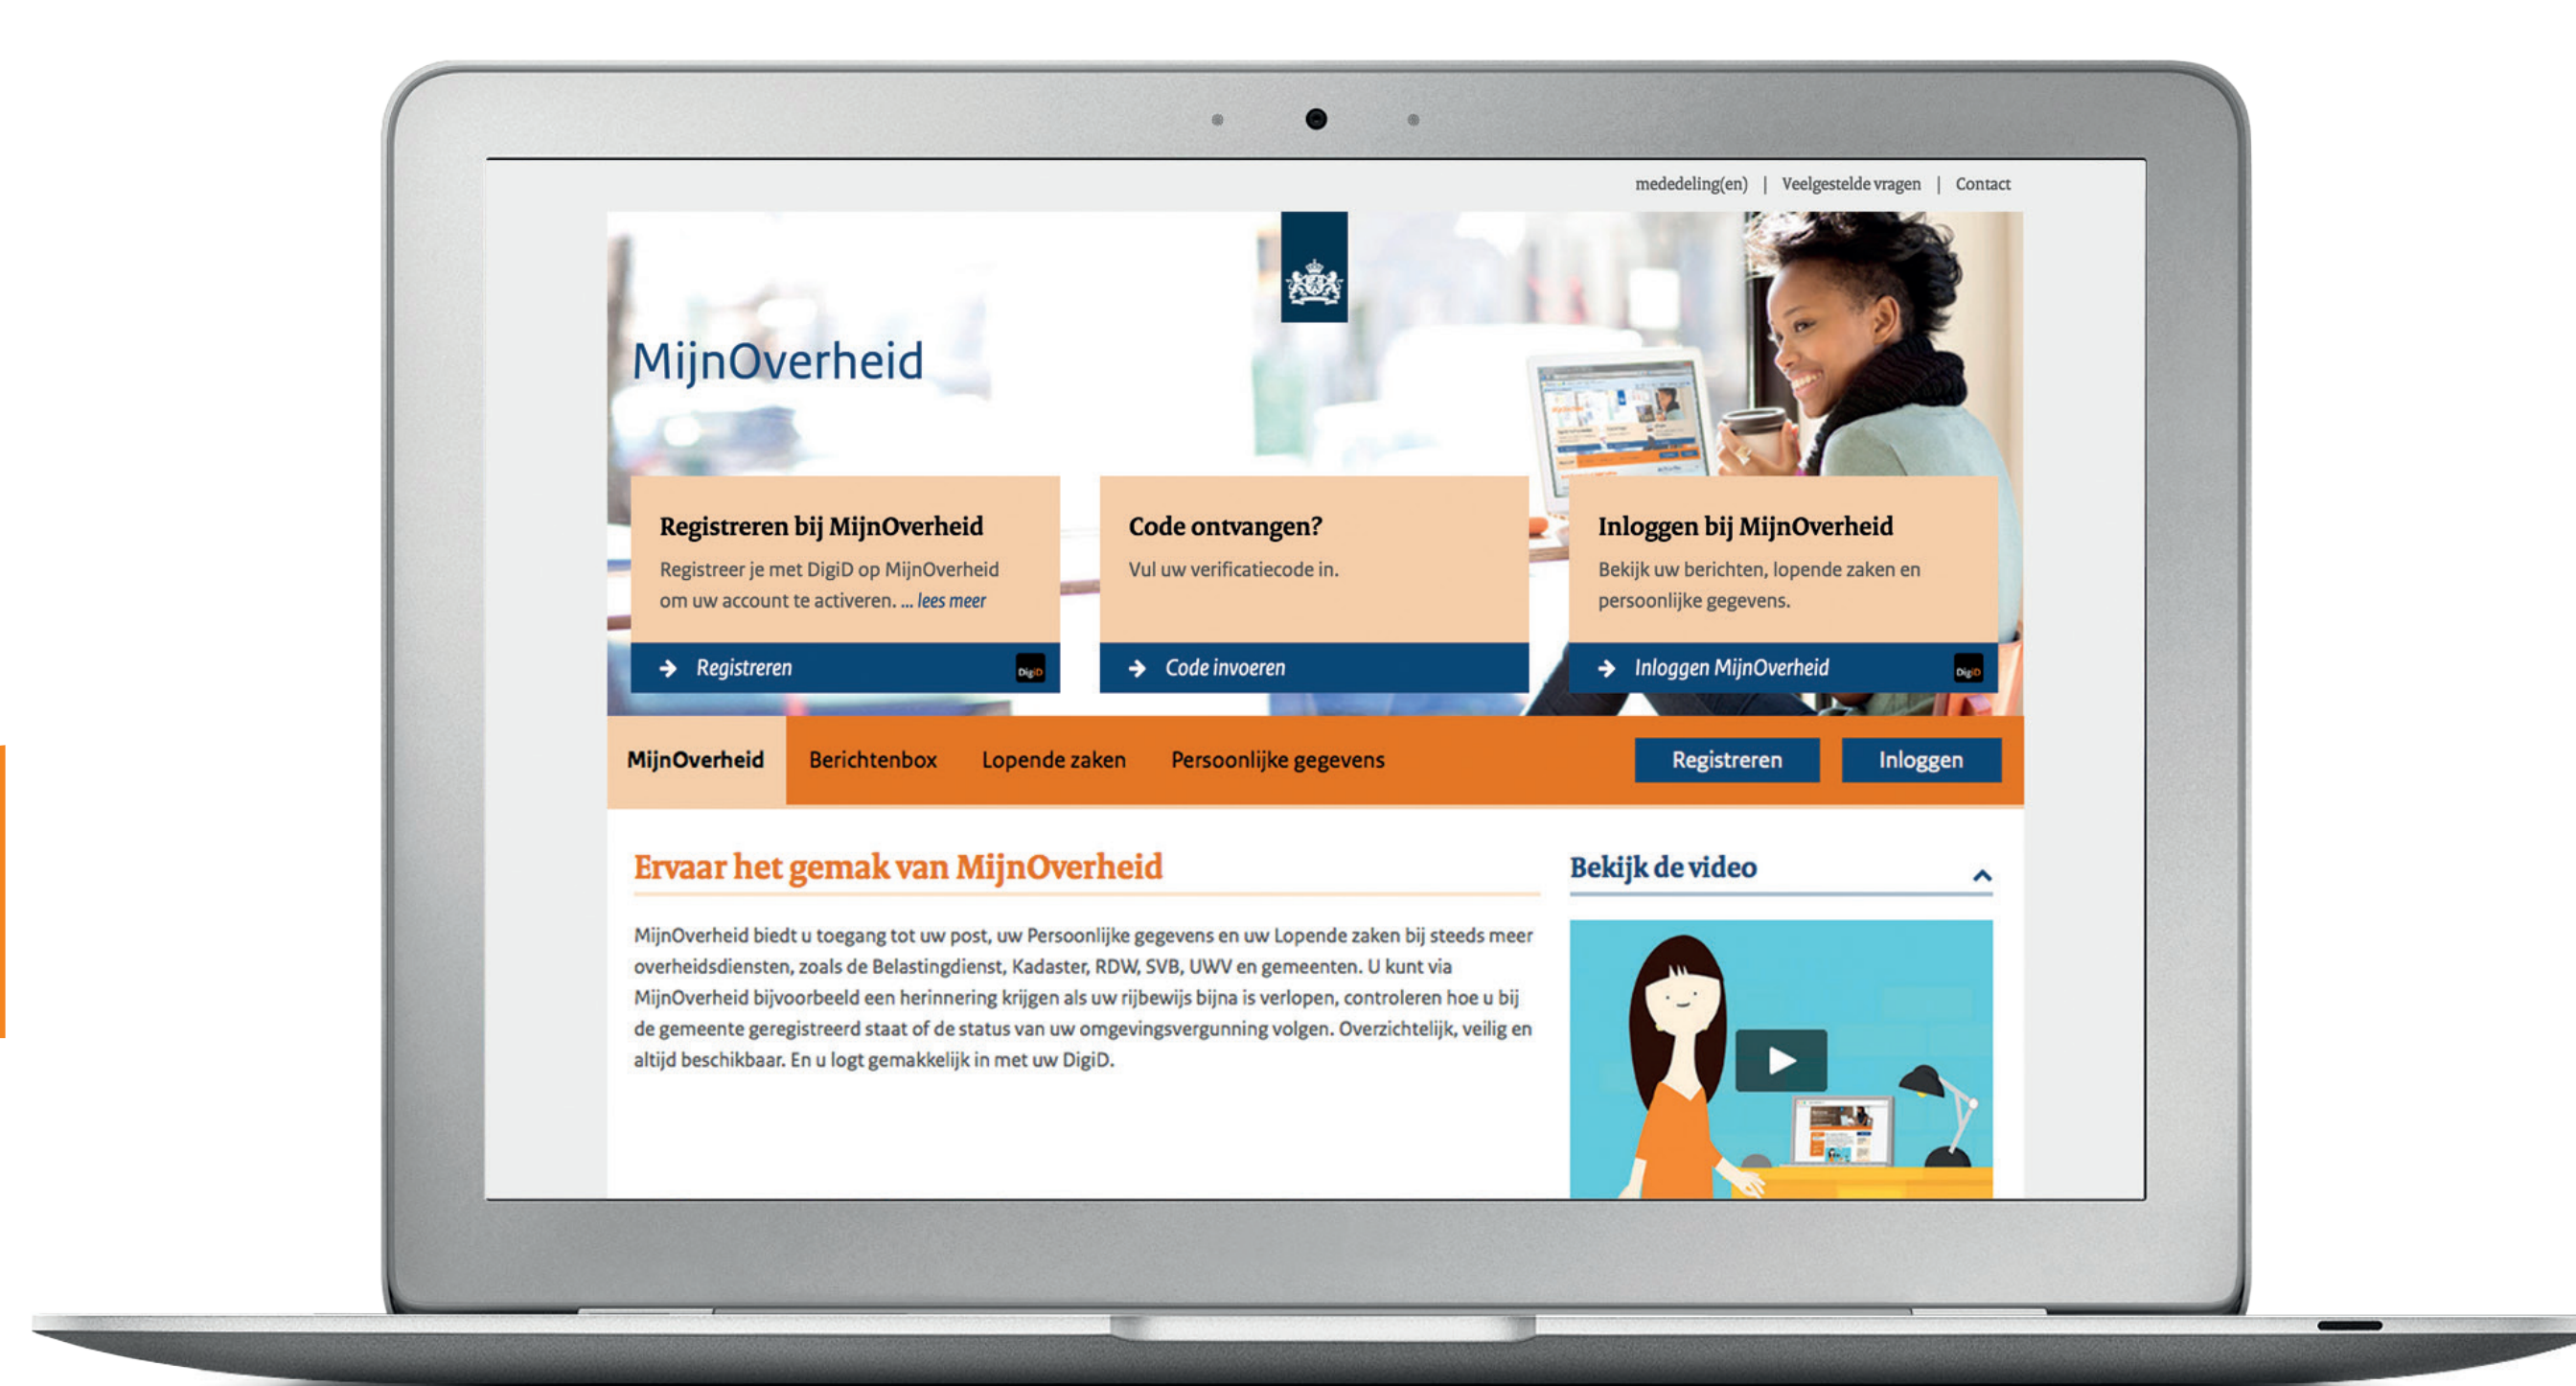 mededeling(en) | Veelgestelde vragen | Contact
MijnOverheid
Registreren bij MijnOverheid
Registreer je met DigiD op MijnOverheid
om uw account te activeren. ... lees meer
Registreren
DigiD
Code ontvangen?
Vul uw verificatiecode in.
Code invoeren
Inloggen bij MijnOverheid
Bekijk uw berichten, lopende zaken en
persoonlijke gegevens.
Inloggen MijnOverheid
DigiD
MijnOverheid Berichtenbox Lopende zaken Persoonlijke gegevens Registreren Inloggen
Ervaar het gemak van MijnOverheid
MijnOverheid biedt u toegang tot uw post, uw Persoonlijke gegevens en uw Lopende zaken bij steeds meer
overheidsdiensten, zoals de Belastingdienst, Kadaster, RDW, SVB, UWV en gemeenten. U kunt via
MijnOverheid bijvoorbeeld een herinnering krijgen als uw rijbewijs bijna is verlopen, controleren hoe u bij
de gemeente geregistreerd staat of de status van uw omgevingsvergunning volgen. Overzichtelijk, veilig en
altijd beschikbaar. En u logt gemakkelijk in met uw DigiD.
Bekijk de video